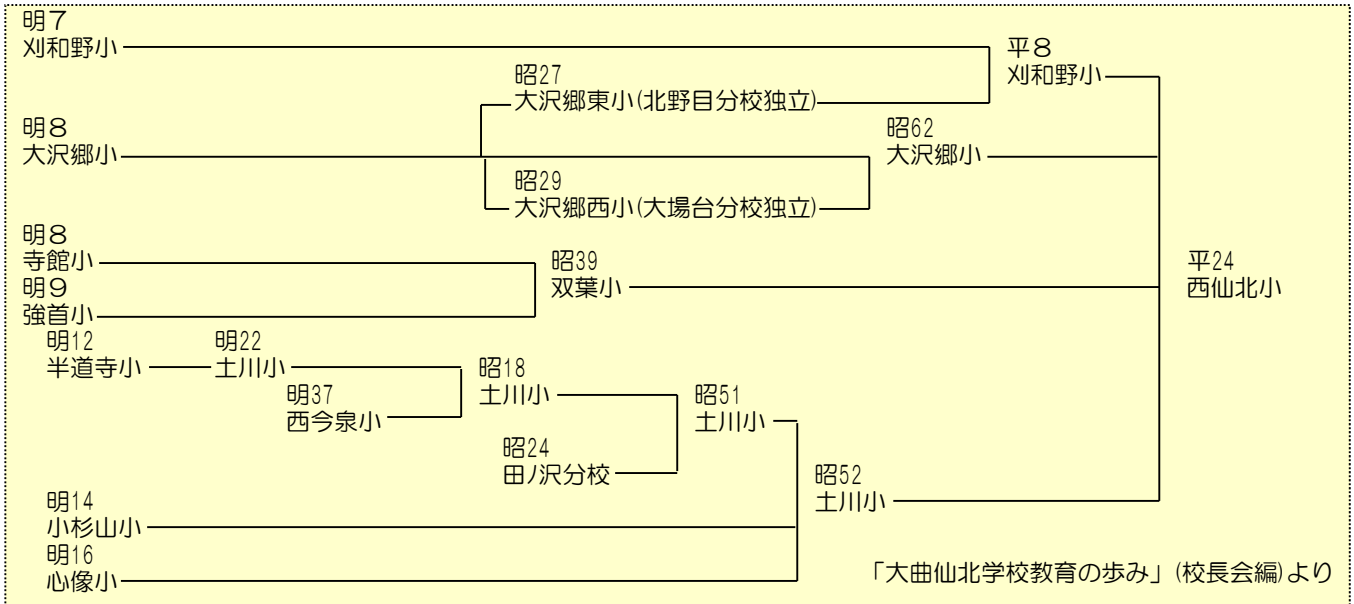 明７
刈和野小
平８
刈和野小
昭27
大沢郷東小(北野目分校独立)
明８
大沢郷小
昭62
大沢郷小
昭29
大沢郷西小(大場台分校独立)
明８
寺館小
昭39
双葉小
平24
西仙北小
明９
強首小
明12
半道寺小
明22
土川小
昭18
土川小
明37
西今泉小
昭51
土川小
昭24
田ノ沢分校
昭52
土川小
明14
小杉山小
明16
心像小
「大曲仙北学校教育の歩み」(校長会編)より